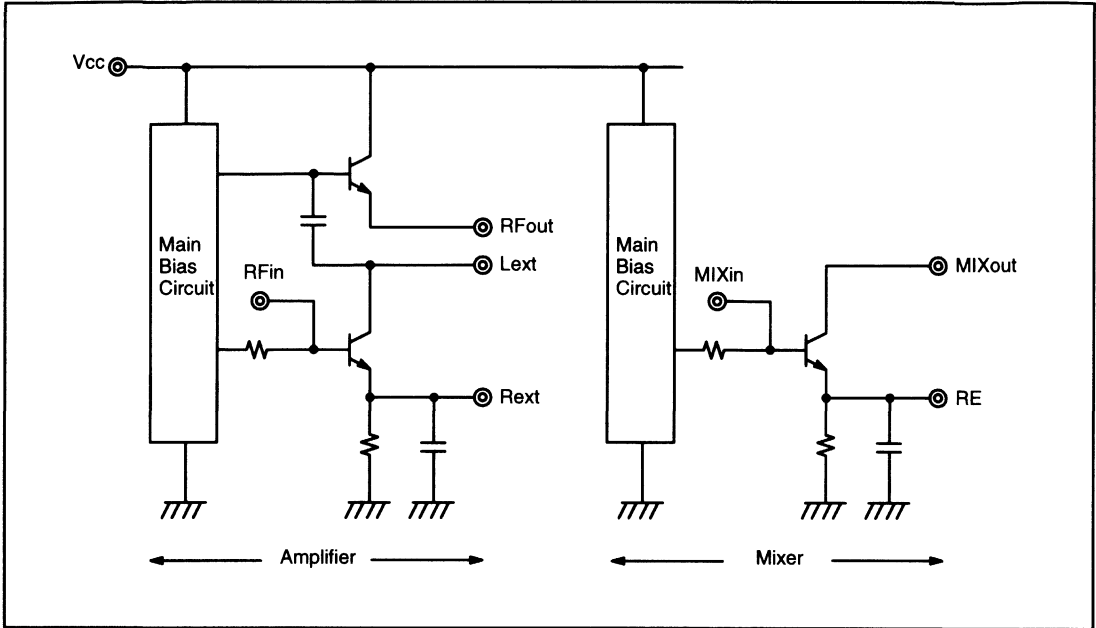 Vcc
Main
Bias
Circuit
RFin
RFout
Lext
Rext
Main
Bias
Circuit
MIXin
MIXout
RE
Amplifier
Mixer